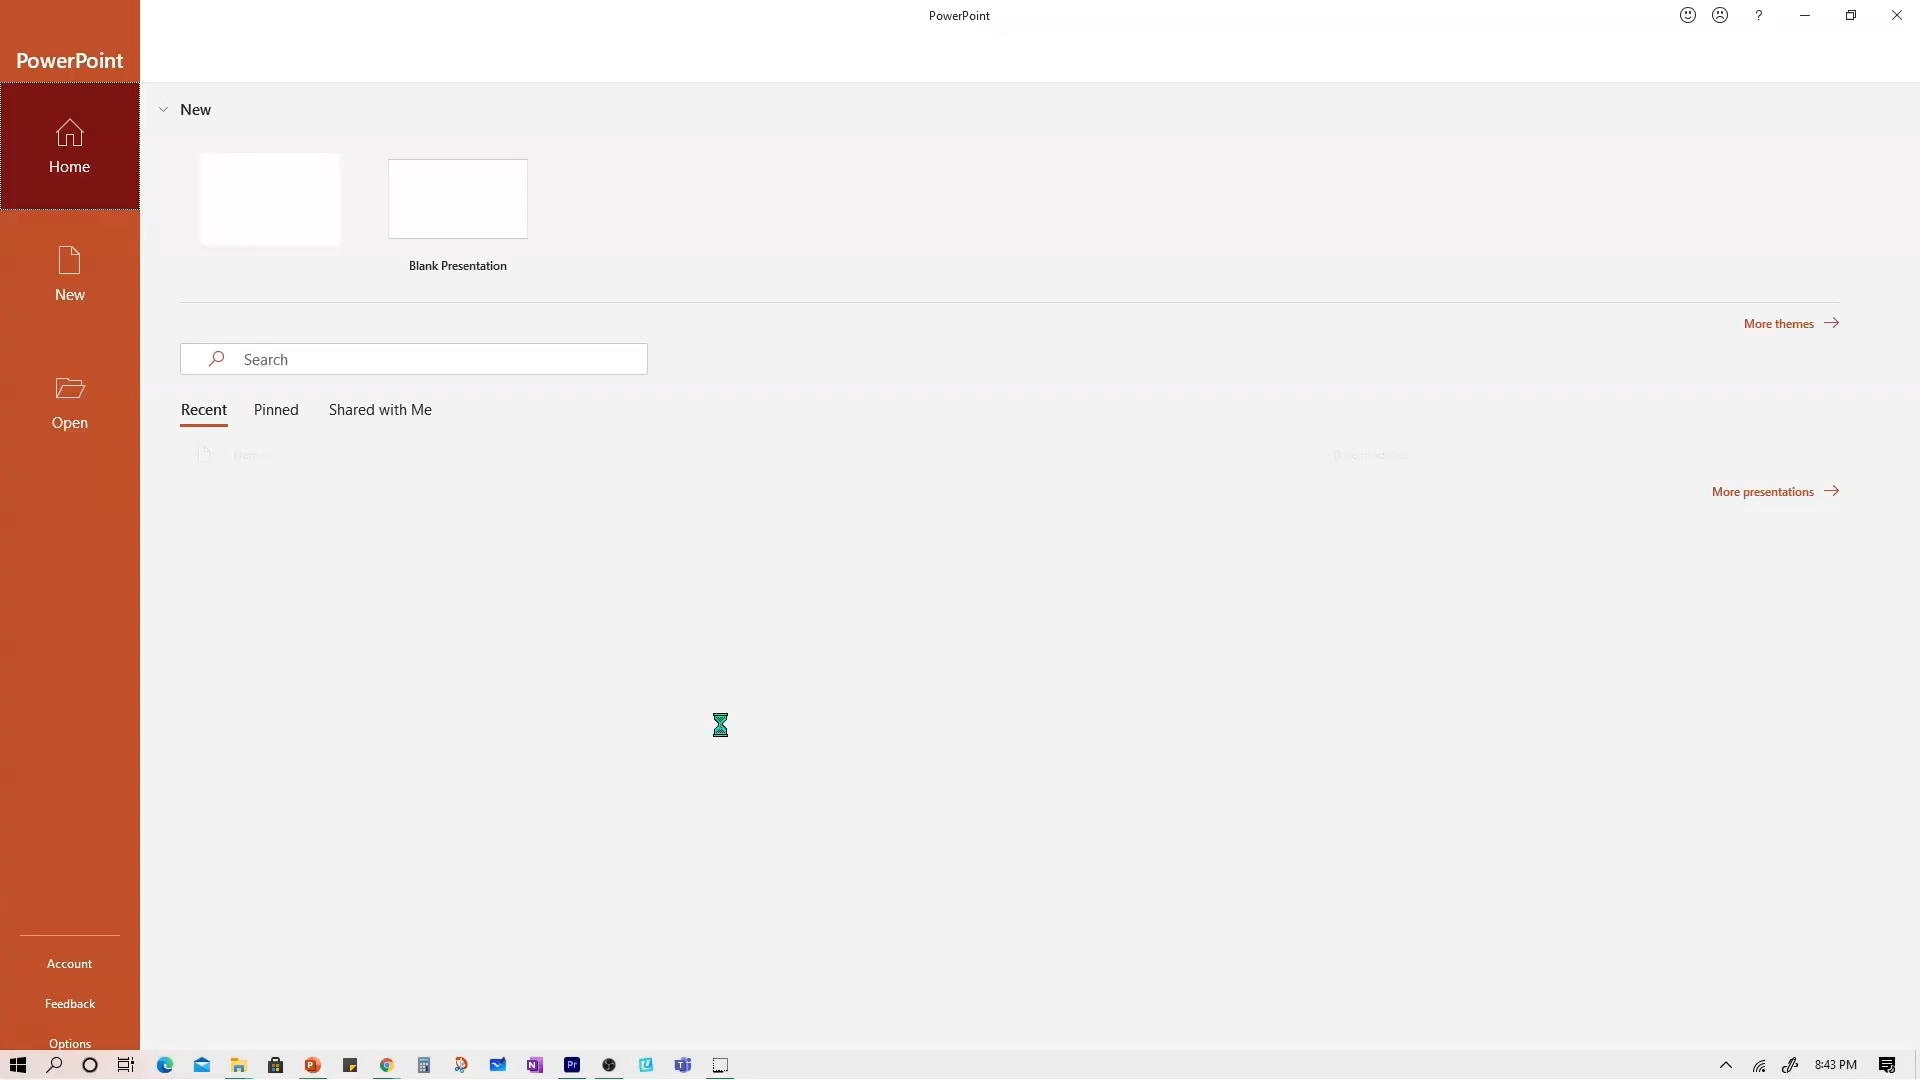 PowerPoint
PowerPoint
Home
New
Open
Account
Feedback
Options
New
Blank Presentation
More themes
Search
Recent Pinned Shared with Me
More presentations
8:43 PM